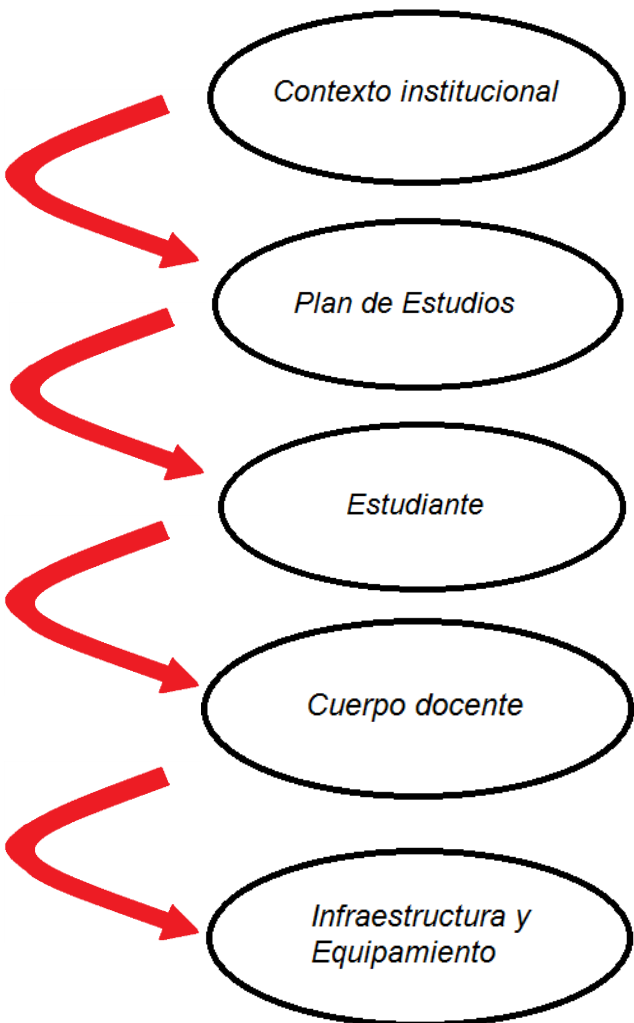 Contexto institucional
Plan de Estudios
Estudiante
Cuerpo docente
Infraestructura y
Equipamiento